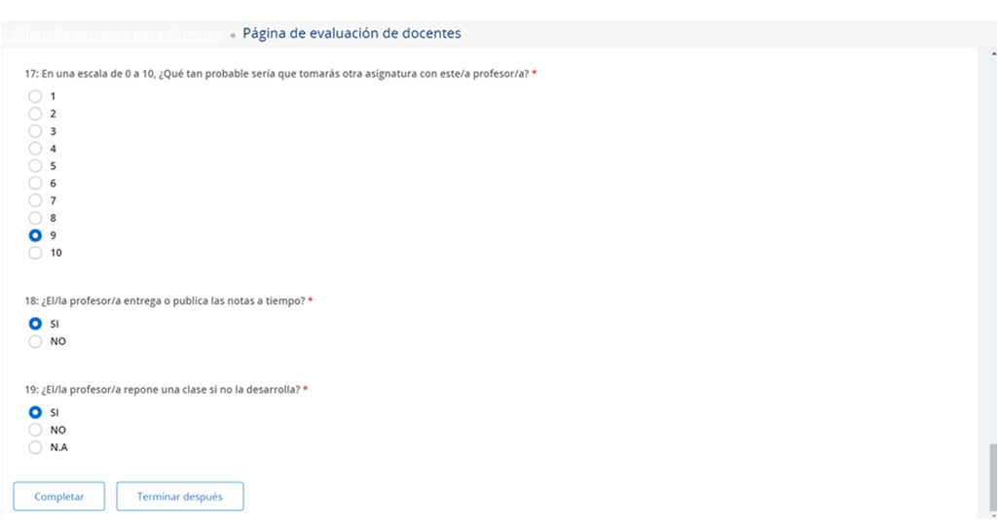 Tablero de servicios para alumnos • Página de evaluación de docentes
17: En una escala de 0 a 10, ¿Qué tan probable sería que tomarás otra asignatura con este/a profesor/a? *
1
2
3
4
5
6
7
8
9
10
18: ¿El/la profesor/a entrega o publica las notas a tiempo? *
SI
NO
19: ¿El/la profesor/a repone una clase si no la desarrolla? *
SI
NO
N.A
Completar Terminar después